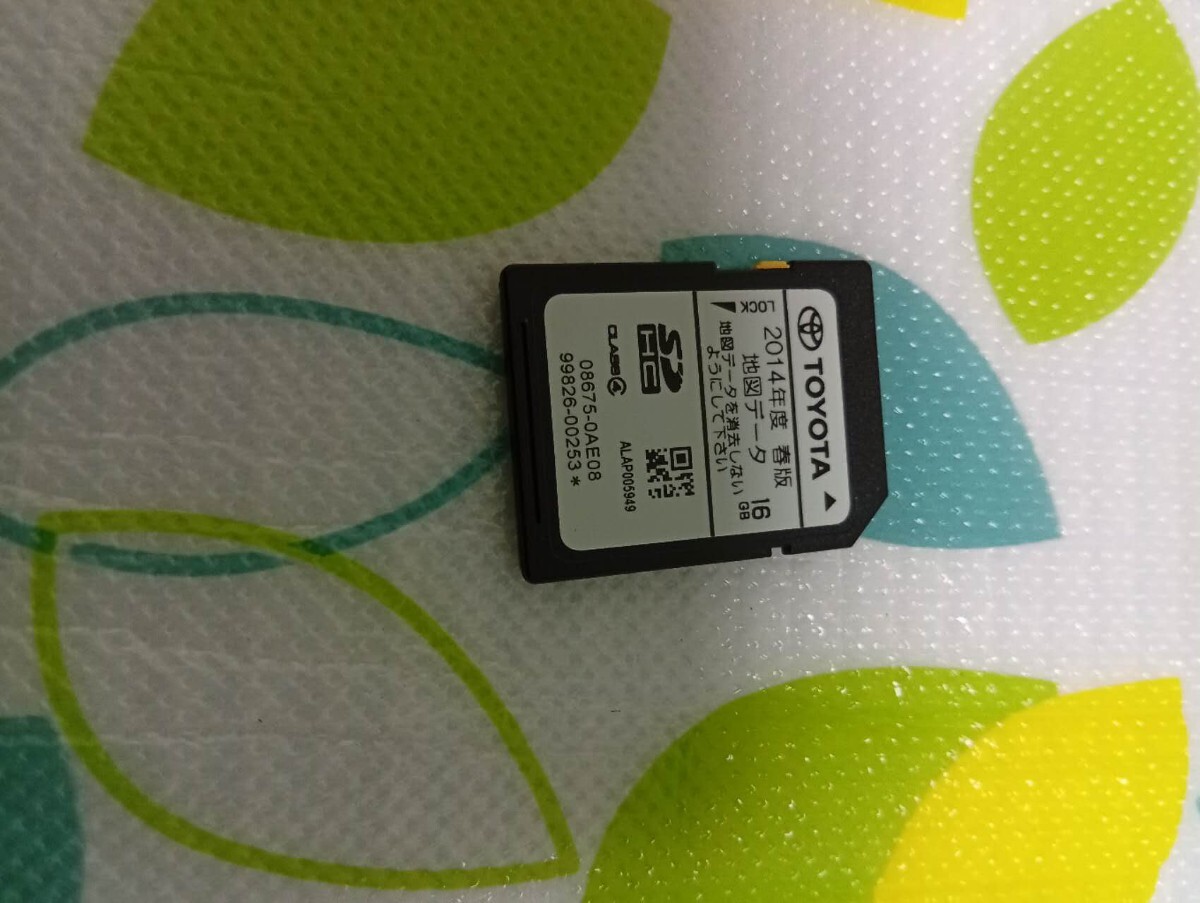 TOYOTA
2014年度 春版
地図データ
16
GB
LOCK
地図データを消去しない
ようにして下さい
SD
HC
CLASS 4
ALAP005949
08675-0AE08
99826-00253*